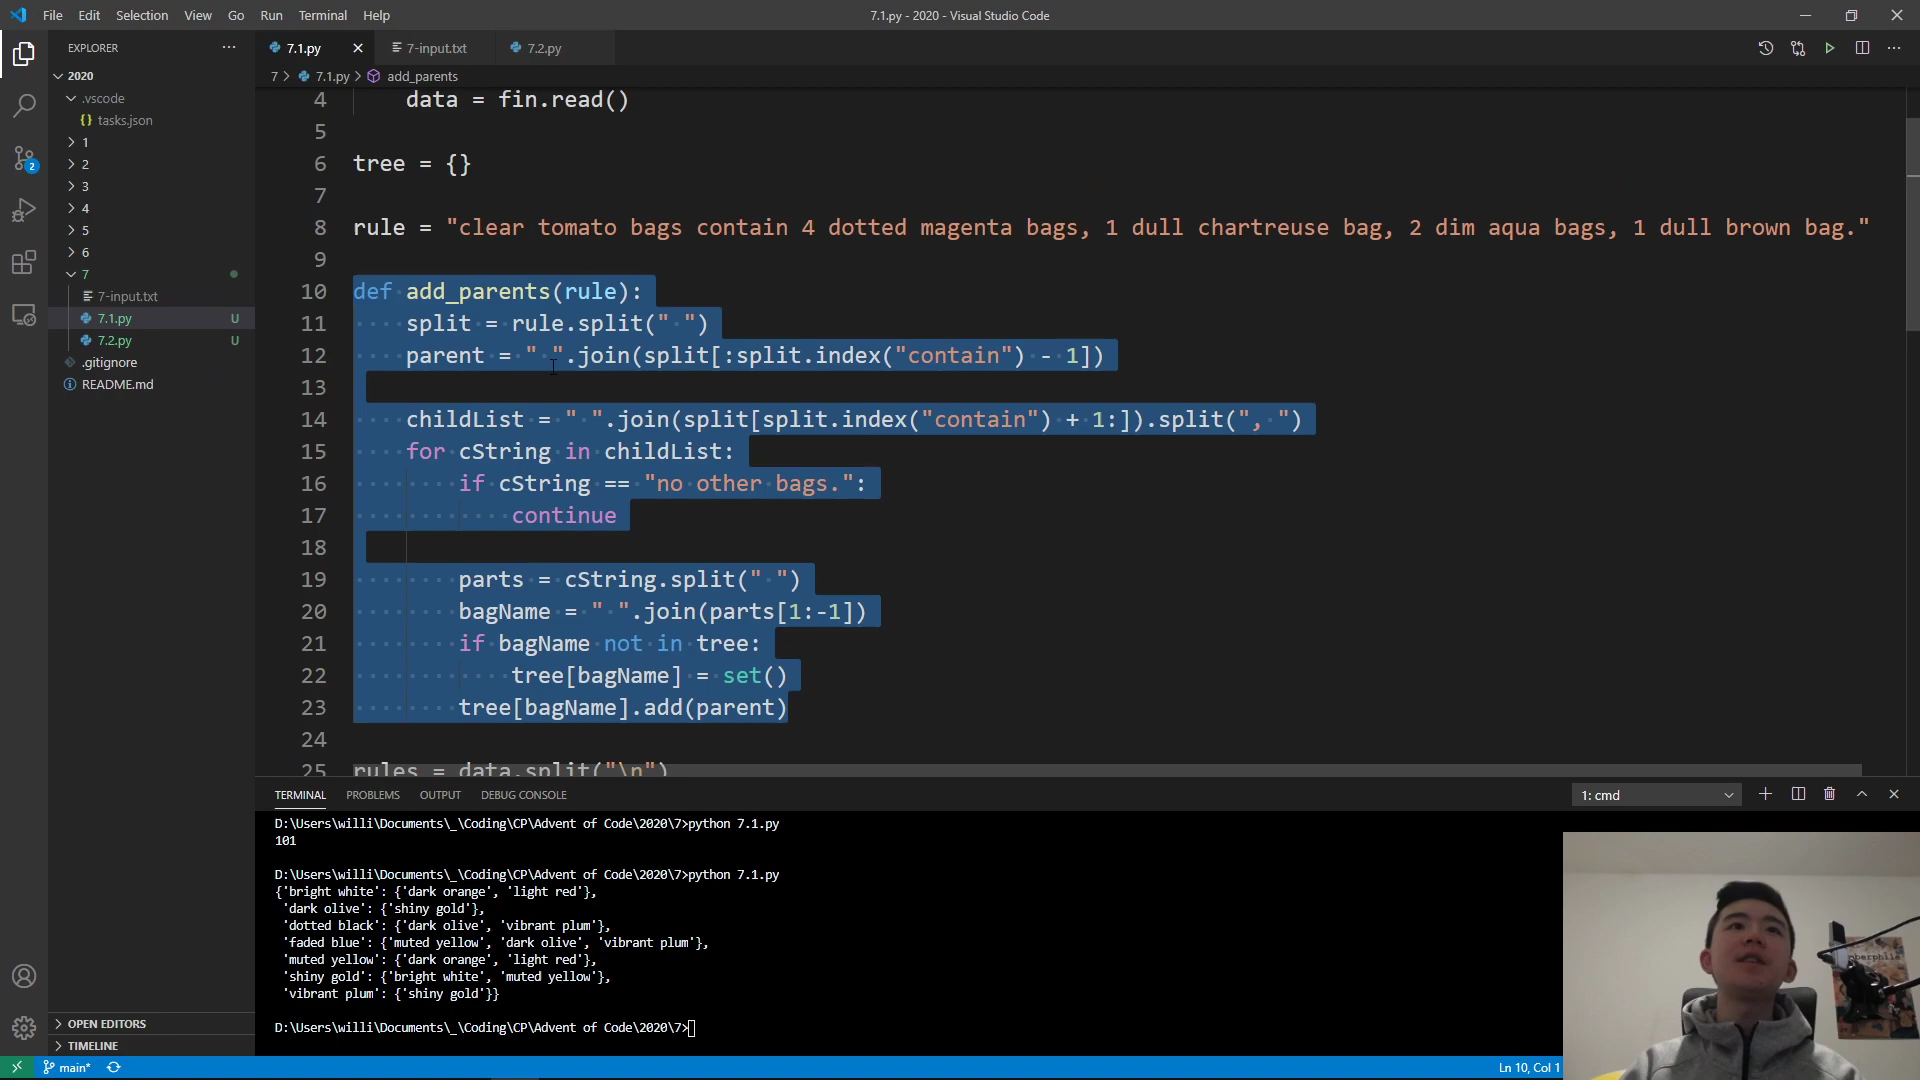 File Edit Selection View Go Run Terminal Help
7.1.py - 2020 - Visual Studio Code
EXPLORER
7.1.py
7-input.txt
7.2.py
7 > 7.1.py > add_parents
2020
.vscode
tasks.json
1
2
3
4
5
6
7
7-input.txt
7.1.py U
7.2.py U
.gitignore
README.md
OPEN EDITORS
TIMELINE
2
4 data = fin.read()
5
6 tree = {}
7
8 rule = "clear tomato bags contain 4 dotted magenta bags, 1 dull chartreuse bag, 2 dim aqua bags, 1 dull brown bag."
9
10 def add_parents(rule):
11 split = rule.split(" ")
12 parent = " ".join(split[:split.index("contain") - 1])
13
14 childList = " ".join(split[split.index("contain") + 1:]).split(", ")
15 for cString in childList:
16 if cString == "no other bags.":
17 continue
18
19 parts = cString.split(" ")
20 bagName = " ".join(parts[1:-1])
21 if bagName not in tree:
22 tree[bagName] = set()
23 tree[bagName].add(parent)
24
25 rules = data.split("\n")
TERMINAL PROBLEMS OUTPUT DEBUG CONSOLE
1: cmd
D:\Users\willi\Documents\_\Coding\CP\Advent of Code\2020\7>python 7.1.py
101
D:\Users\willi\Documents\_\Coding\CP\Advent of Code\2020\7>python 7.1.py
{'bright white': {'dark orange', 'light red'},
'dark olive': {'shiny gold'},
'dotted black': {'dark olive', 'vibrant plum'},
'faded blue': {'muted yellow', 'dark olive', 'vibrant plum'},
'muted yellow': {'dark orange', 'light red'},
'shiny gold': {'bright white', 'muted yellow'},
'vibrant plum': {'shiny gold'}}
D:\Users\willi\Documents\_\Coding\CP\Advent of Code\2020\7>
main*
Ln 10, Col 1